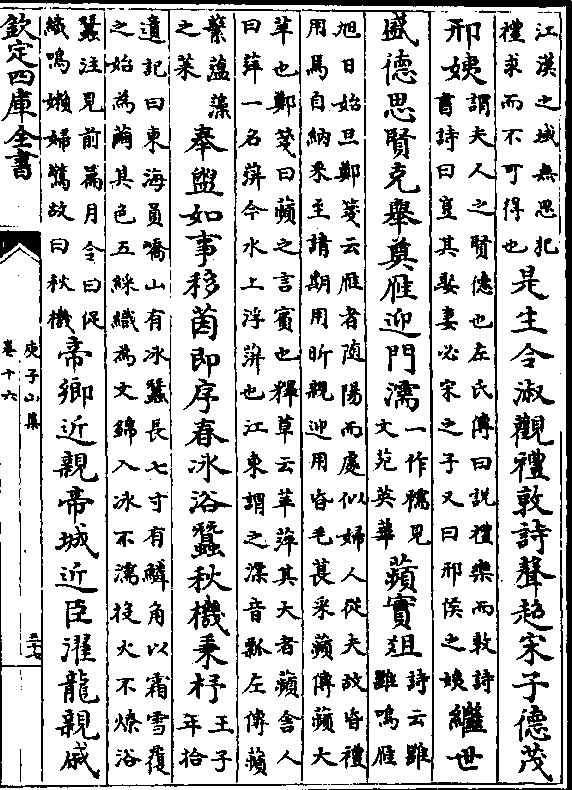 江漢之域無思犯
禮求而不可得也
是生令淑觀禮敦詩聲超宋子德茂
邢姨
謂夫人之賢德也左氏傳曰説禮樂而敦詩
書詩曰豈其娶妻必宋之子又曰邢侯之姨
繼世
盛德思賢克舉奠雁迎門濡
一作穤見
文苑英華
蘋實俎
詩云雝
雝鳴雁
旭日始旦鄭箋云雁者隨陽而處似婦人從夫故皆禮
用焉自納采至請期用昕親迎用昏毛萇采蘋傳蘋大
苹也鄭箋曰蘋之言賓也釋草云苹萍其大者蘋舍人
曰萍一名蓱今水上浮萍也江東謂之薸音瓢左傳蘋
蘩薀藻
之菜
奉盥如事移茵即序春冰浴蠶秋機秉杼
王子
年拾
遺記曰東海員嶠山有冰蠶長七寸有鱗角以霜雪覆
之始為繭其色五綵織為文錦入水不濡投火不燎浴
蠶注見前篇月令曰促
織鳴嬾婦驚故曰秋機
帝鄉近親帝城近臣濯龍親戚
欽定四庫全書
庾子山集
卷十六